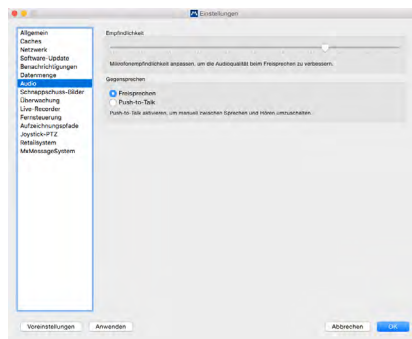 Einstellungen
Allgemein
Caches
Netzwerk
Software-Update
Benachrichtigungen
Datenmenge
Audio
Schnappschuss-Bilder
Überwachung
Live-Recorder
Fernsteuerung
Aufzeichnungspfade
Joystick-PTZ
Retailsystem
MxMessageSystem
Empfindlichkeit
Mikrofonempfindlichkeit anpassen, um die Audioqualität beim Freisprechen zu verbessern.
Gegensprechen
Freisprechen
Push-to-Talk
Push-to-Talk aktivieren, um manuell zwischen Sprechen und Hören umzuschalten.
Voreinstellungen
Anwenden
Abbrechen
OK